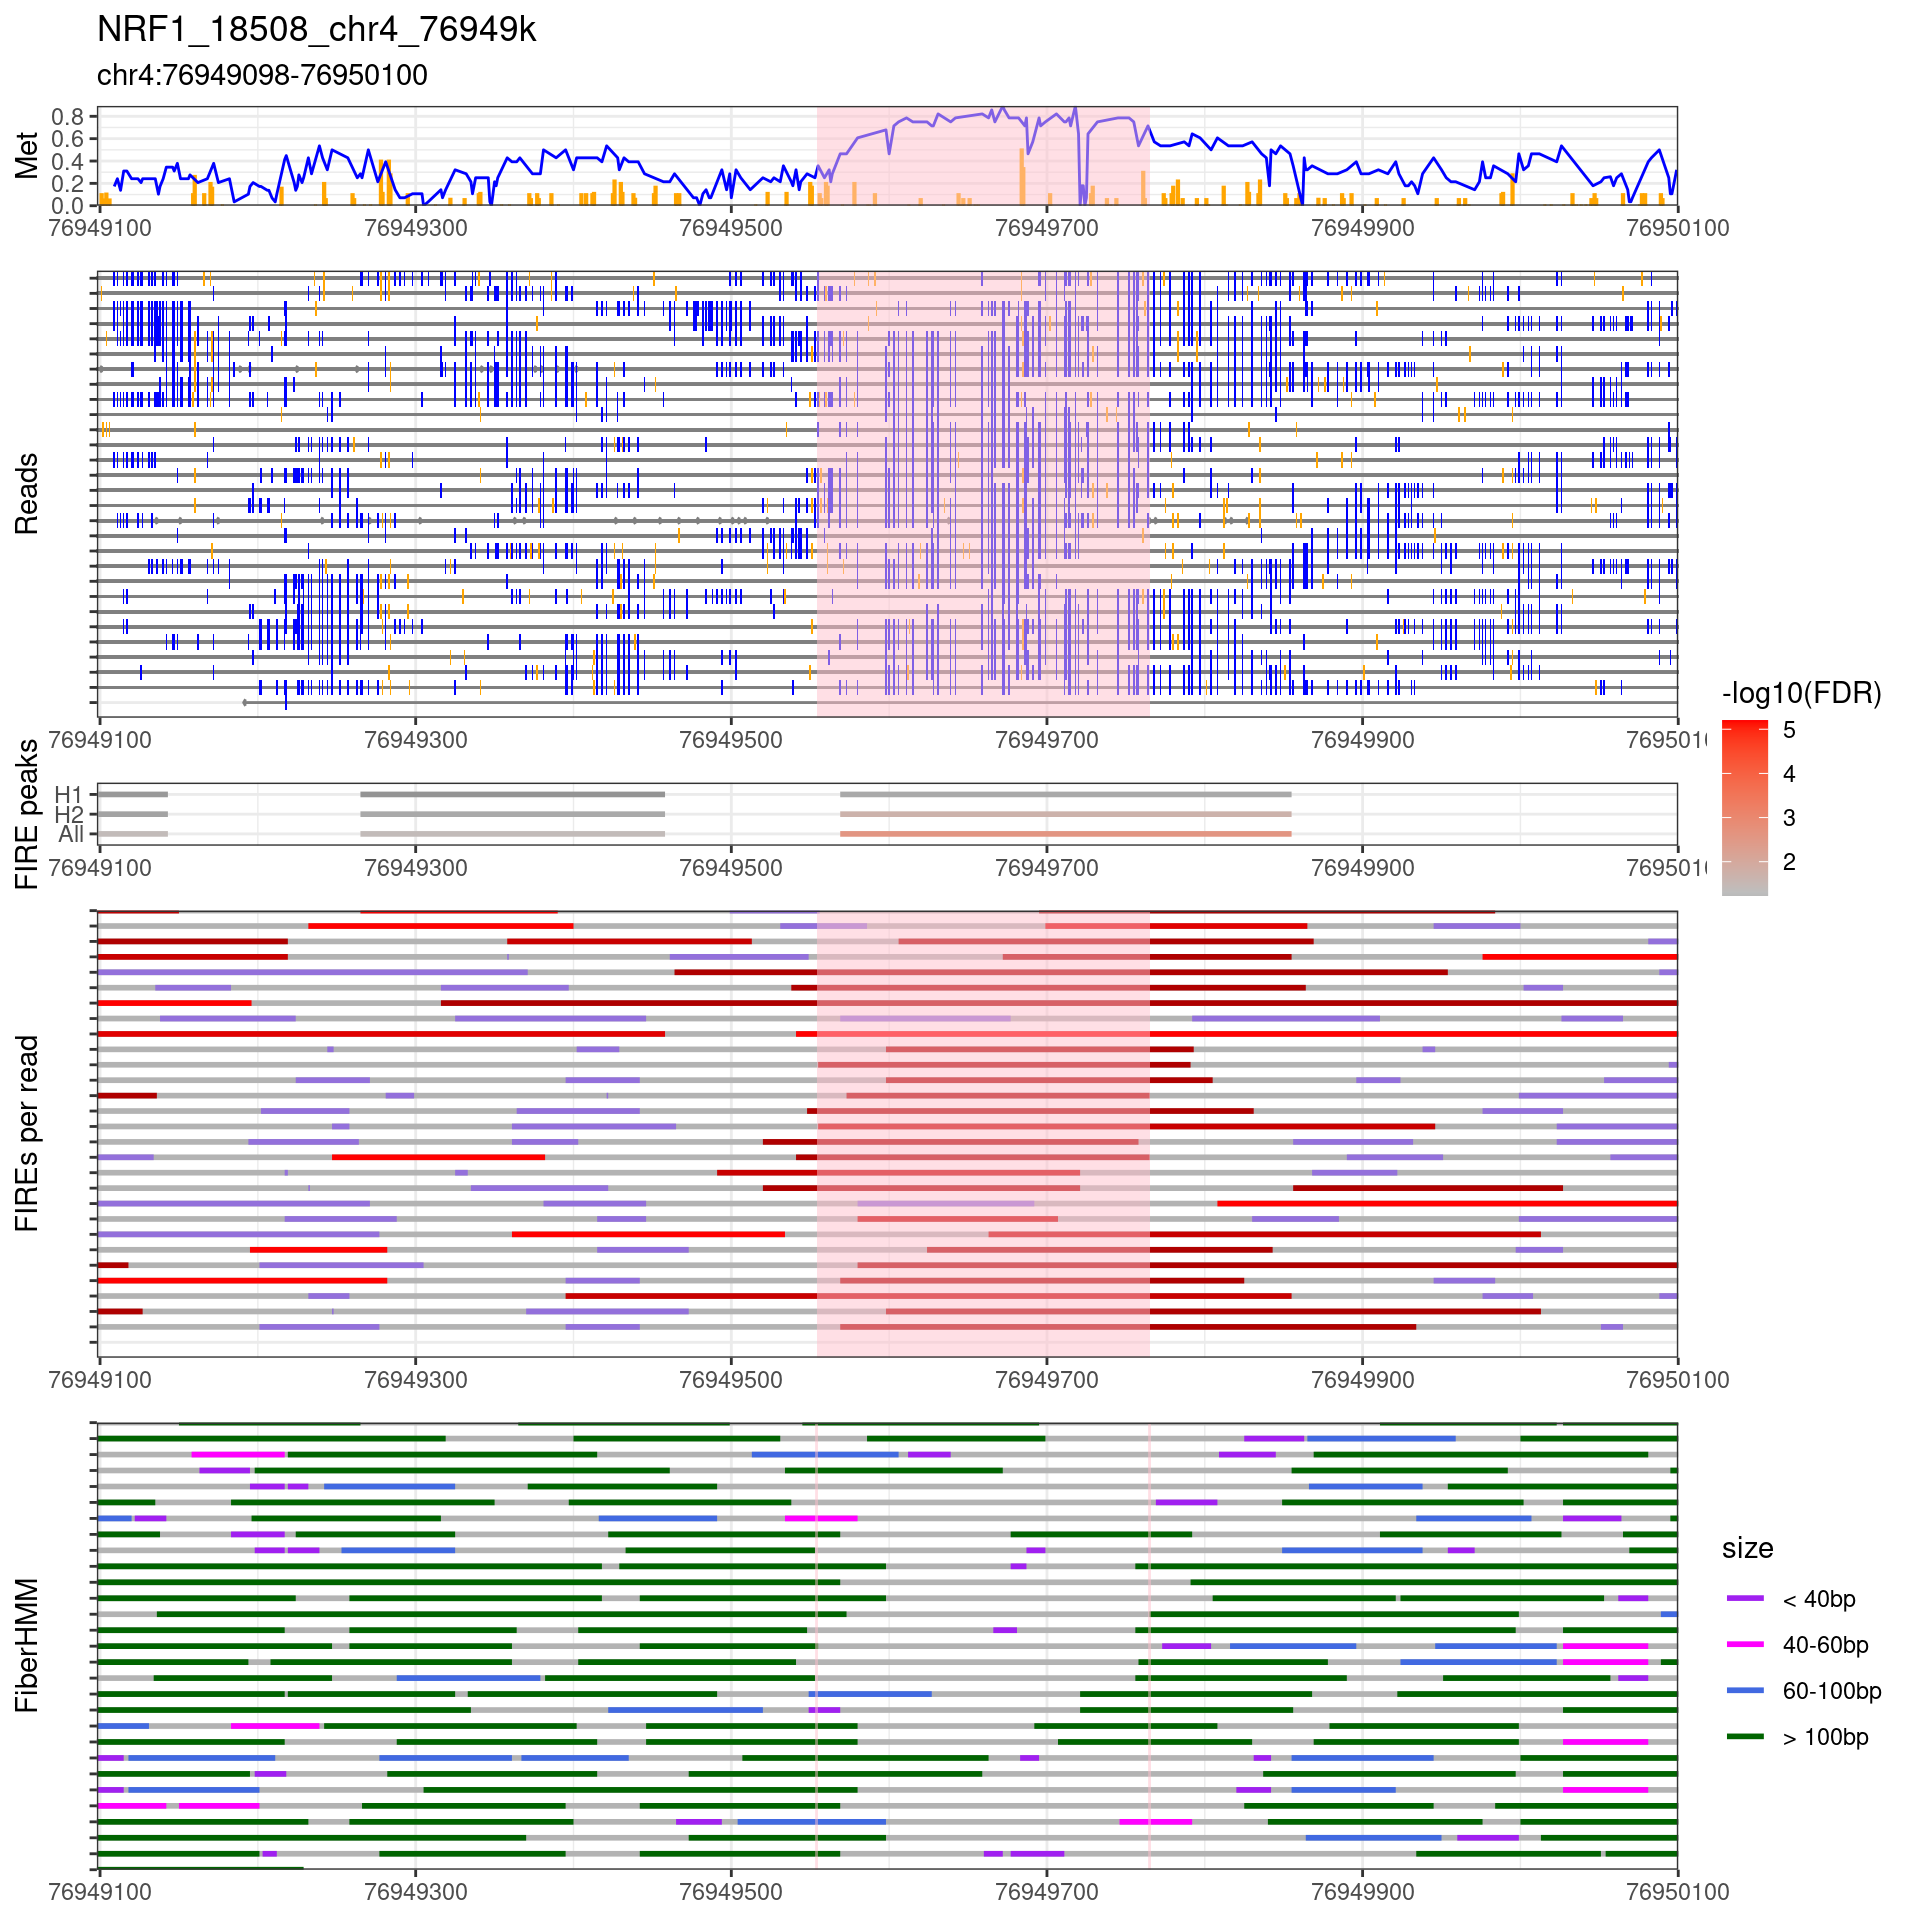 NRF1_18508_chr4_76949k
chr4:76949098-76950100
Met
0.8
0.6
0.4
0.2
0.0
76949100 76949300 76949500 76949700 76949900 76950100
Reads
76949100 76949300 76949500 76949700 76949900 7695010
FIRE peaks
H1
H2
All
76949100 76949300 76949500 76949700 76949900 7695010
-log10(FDR)
5
4
3
2
FIREs per read
76949100 76949300 76949500 76949700 76949900 76950100
FiberHMM
76949100 76949300 76949500 76949700 76949900 76950100
size
< 40bp
40-60bp
60-100bp
> 100bp